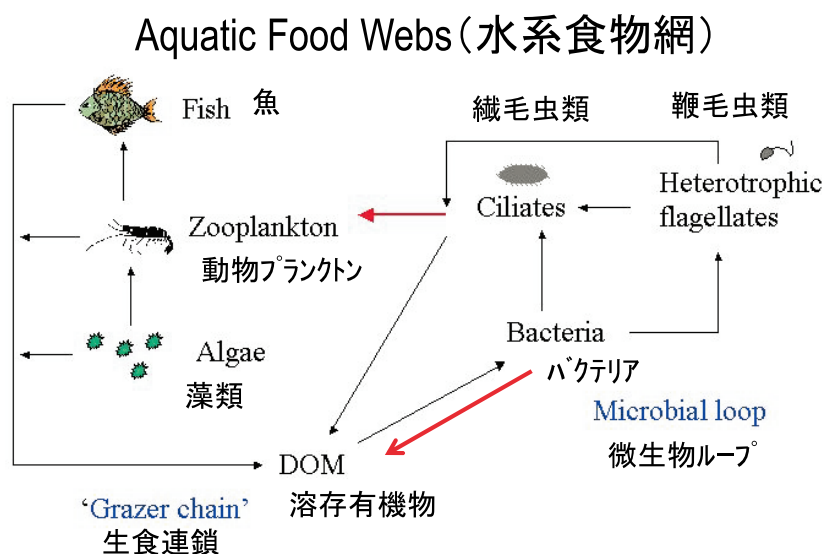 Aquatic Food Webs（水系食物網）
Fish 魚
繊毛虫類
鞭毛虫類
Heterotrophic
flagellates
Ciliates
Zooplankton
動物プランクトン
Bacteria
バクテリア
Algae
藻類
Microbial loop
微生物ループ
DOM
溶存有機物
‘Grazer chain’
生食連鎖